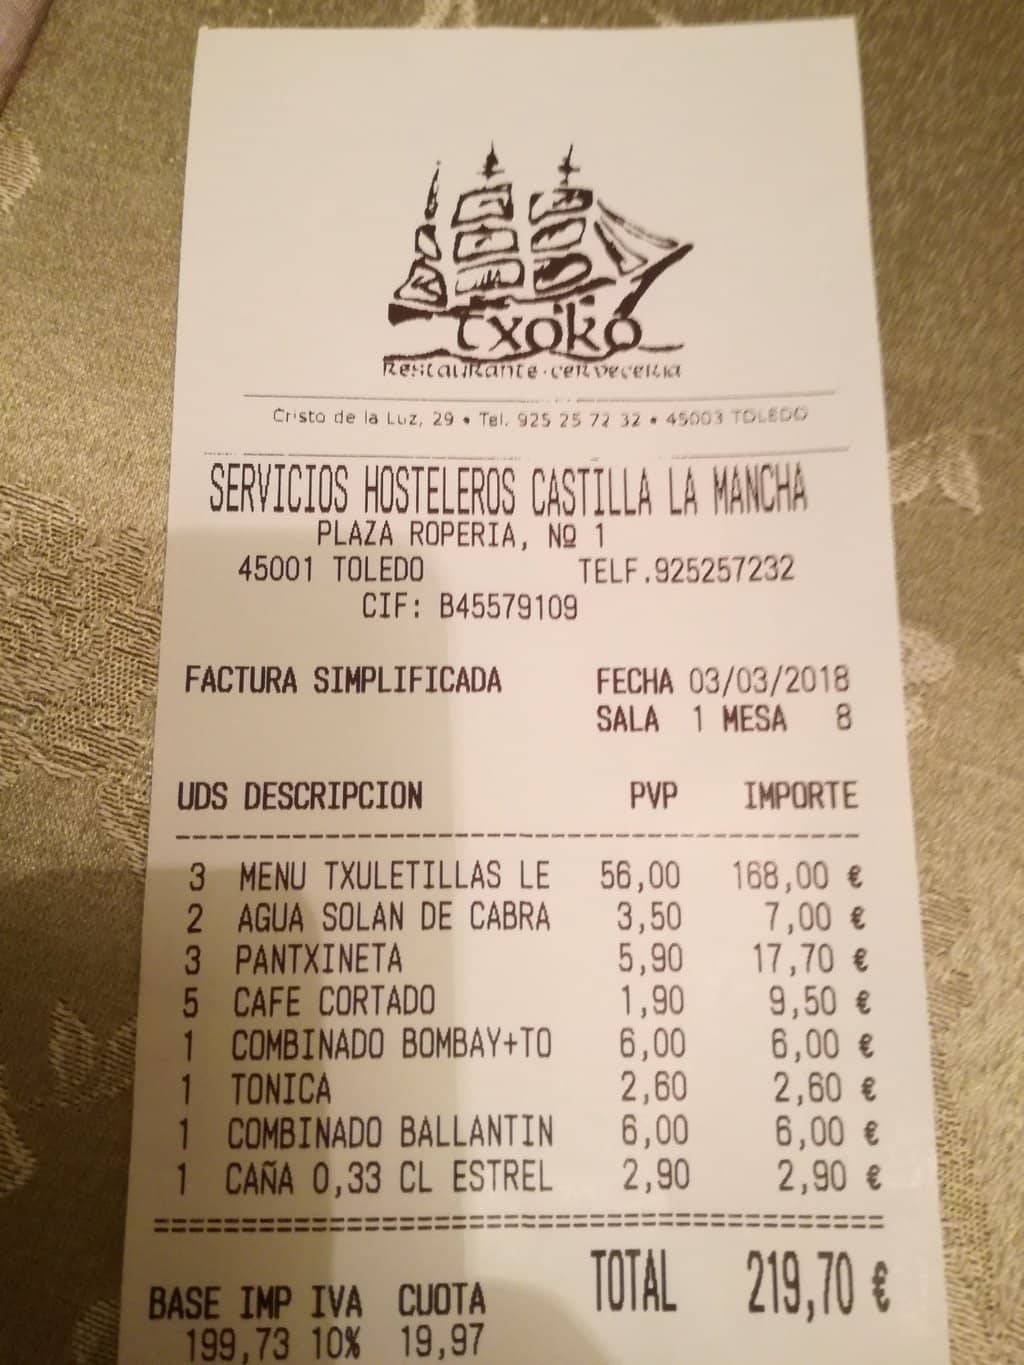 txoko
Restaurante·cervecería
Cristo de la Luz, 29 • Tel. 925 25 72 32 • 45003 TOLEDO
SERVICIOS HOSTELEROS CASTILLA LA MANCHA
PLAZA ROPERIA, Nº 1
45001 TOLEDO TELF.925257232
CIF: B45579109
FACTURA SIMPLIFICADA FECHA 03/03/2018
SALA 1 MESA 8
UDS DESCRIPCION PVP IMPORTE
3 MENU TXULETILLAS LE 56,00 168,00 €
2 AGUA SOLAN DE CABRA 3,50 7,00 €
3 PANTXINETA 5,90 17,70 €
5 CAFE CORTADO 1,90 9,50 €
1 COMBINADO BOMBAY+TO 6,00 6,00 €
1 TONICA 2,60 2,60 €
1 COMBINADO BALLANTIN 6,00 6,00 €
1 CAÑA 0,33 CL ESTREL 2,90 2,90 €
TOTAL 219,70 €
BASE IMP IVA CUOTA
199,73 10% 19,97